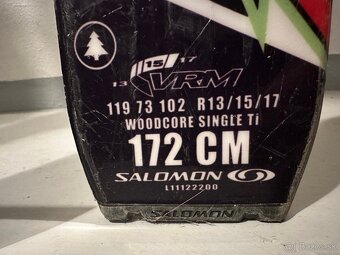 13 15 17
VRM
119 73 102 R13/15/17
WOODCORE SINGLE Ti
172 CM
SALOMON
L11122200
SALOMON